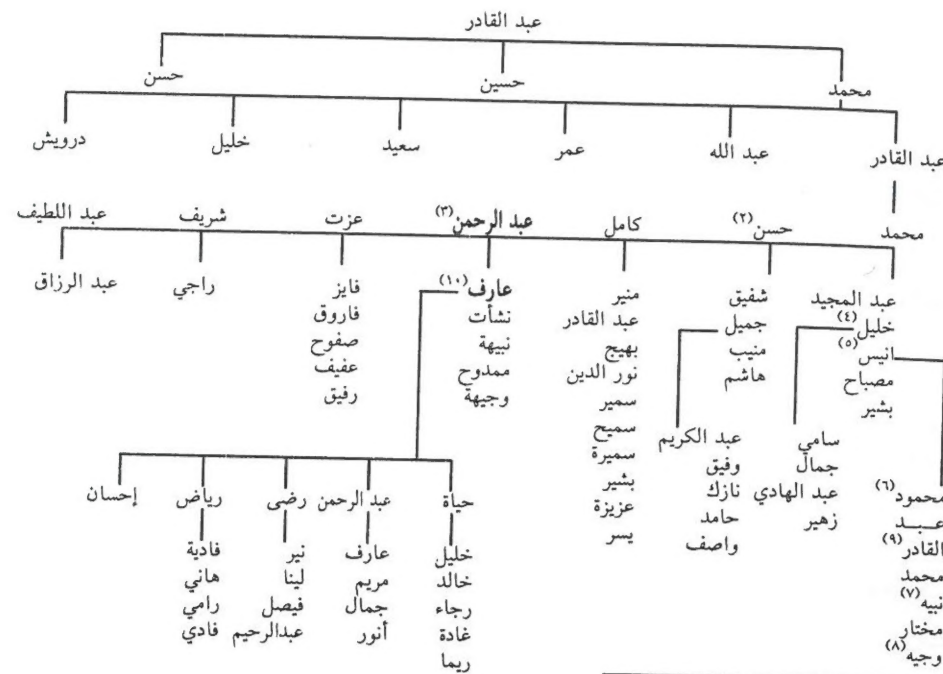 عبد القادر
محمد
حسين
حسن
عبد القادر
عبد الله
عمر
سعيد
خليل
درويش
محمد
حسن (٢)
كامل
عبد الرحمن (٣)
عزت
شريف
عبد اللطيف
عبد المجيد
خليل (٤)
انيس (٥)
مصباح
بشير
شفيق
جميل
منيب
هاشم
منير
عبد القادر
بهيج
نور الدين
سمير
سميح
سميرة
بشير
عزيزة
يسر
عارف (١٠)
نشأت
نبيهة
ممدوح
وجيهة
فايز
فاروق
صفوح
عفيف
رفيق
راجي
عبد الرزاق
محمود (٦)
عـبـد
القادر (٩)
محمد
نبيه (٧)
مختار
وجيه (٨)
سامي
جمال
عبد الهادي
زهير
عبد الكريم
وفيق
نازك
حامد
واصف
حياة
عبد الرحمن
رضى
رياض
إحسان
خليل
خالد
رجاء
غادة
ريما
عارف
مريم
جمال
أنور
نير
لينا
فيصل
عبدالرحيم
فادية
هاني
رامي
فادي